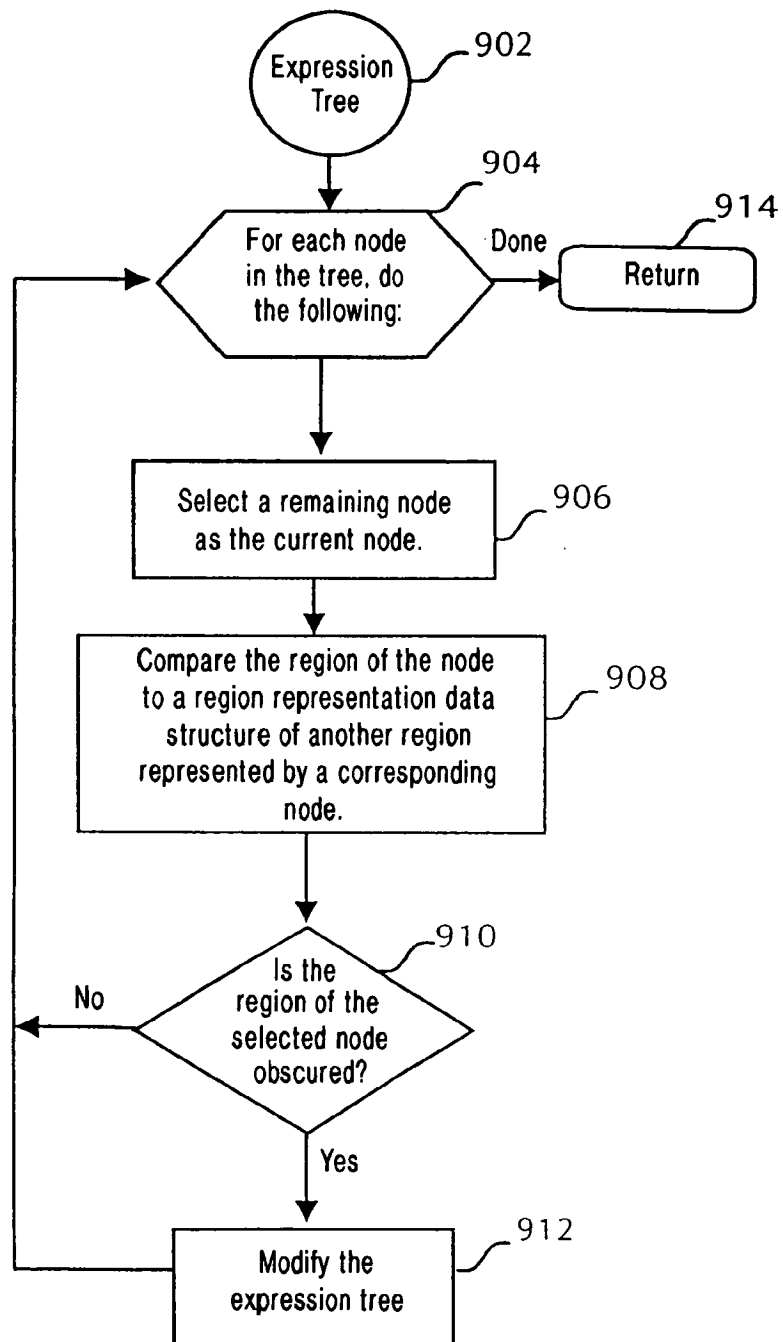 902
Expression
Tree
904
For each node
in the tree, do
the following:
Done
914
Return
Select a remaining node
as the current node.
906
Compare the region of the node
to a region representation data
structure of another region
represented by a corresponding
node.
908
910
Is the
region of the
selected node
obscured?
No
Yes
912
Modify the
expression tree